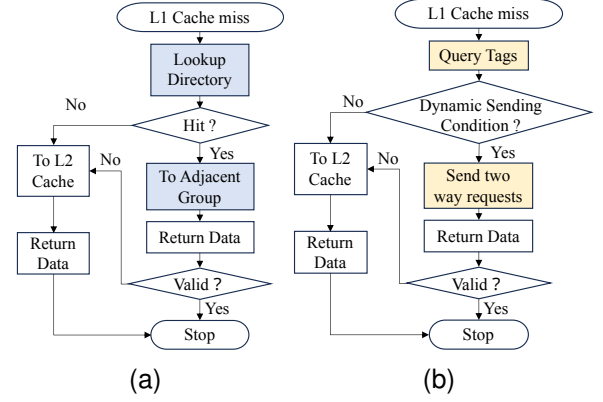 L1 Cache miss
Lookup
Directory
No
Hit ?
Yes
To L2
Cache
No
To Adjacent
Group
Return Data
Return
Data
Valid ?
Yes
Stop
(a)
L1 Cache miss
Query Tags
No
Dynamic Sending
Condition ?
Yes
To L2
Cache
No
Send two
way requests
Return Data
Return
Data
Valid ?
Yes
Stop
(b)